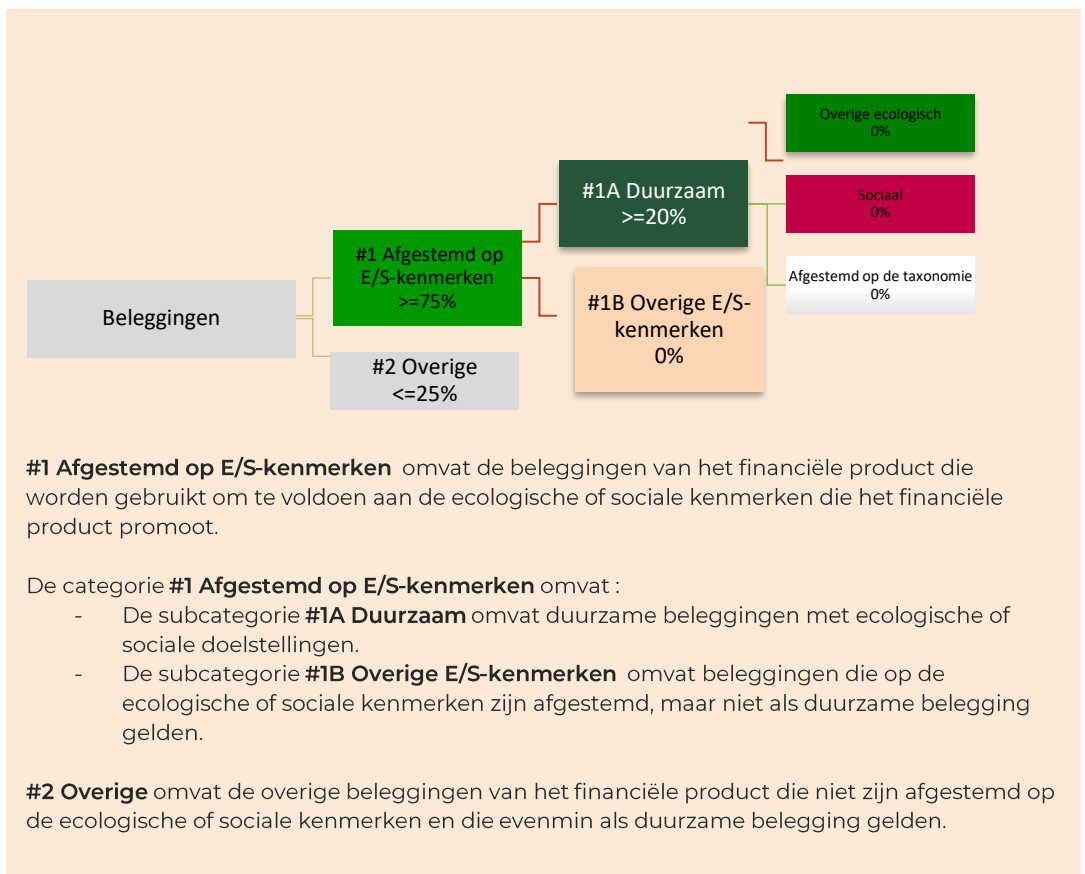 Overige ecologisch
0%
#1A Duurzaam
>=20%
Sociaal
0%
#1 Afgestemd op
E/S-kenmerken
>=75%
Afgestemd op de taxonomie
0%
Beleggingen
#1B Overige E/S-
kenmerken
0%
#2 Overige
<=25%
#1 Afgestemd op E/S-kenmerken omvat de beleggingen van het financiële product die
worden gebruikt om te voldoen aan de ecologische of sociale kenmerken die het financiële
product promoot.
De categorie #1 Afgestemd op E/S-kenmerken omvat :
- De subcategorie #1A Duurzaam omvat duurzame beleggingen met ecologische of
sociale doelstellingen.
- De subcategorie #1B Overige E/S-kenmerken omvat beleggingen die op de
ecologische of sociale kenmerken zijn afgestemd, maar niet als duurzame belegging
gelden.
#2 Overige omvat de overige beleggingen van het financiële product die niet zijn afgestemd op
de ecologische of sociale kenmerken en die evenmin als duurzame belegging gelden.